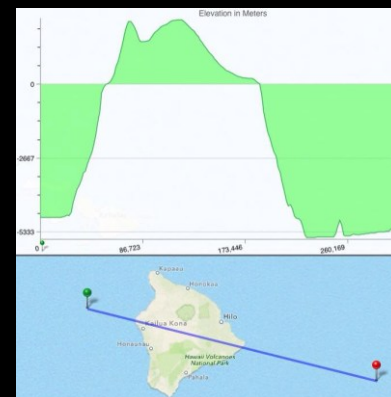 Elevation in Meters
0
-2667
-5333
0
86,723
173,446
260,169
Kapaau
Honokaa
Hilo
Kailua Kona
Honaunau
Hawaii Volcanoes
National Park
Pahala